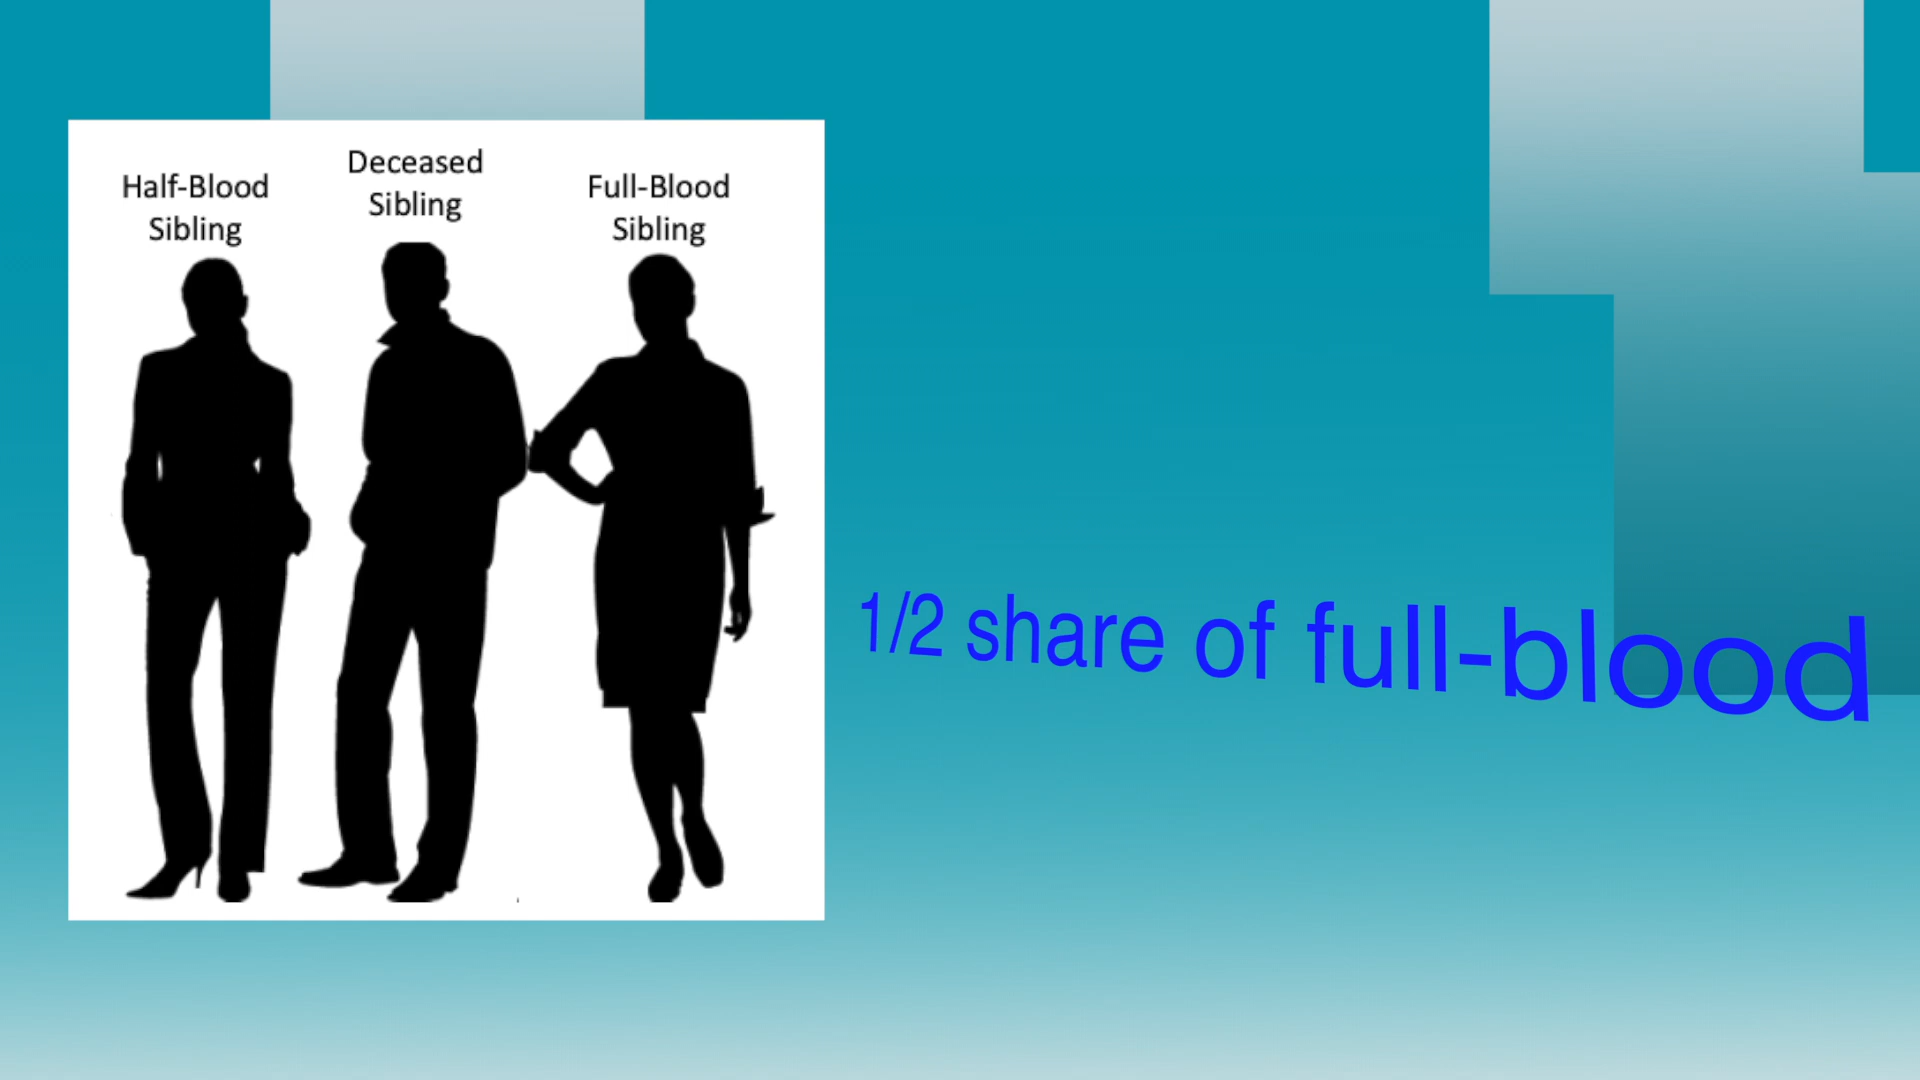 Half-Blood
Sibling
Deceased
Sibling
Full-Blood
Sibling
1/2 share of full-blood